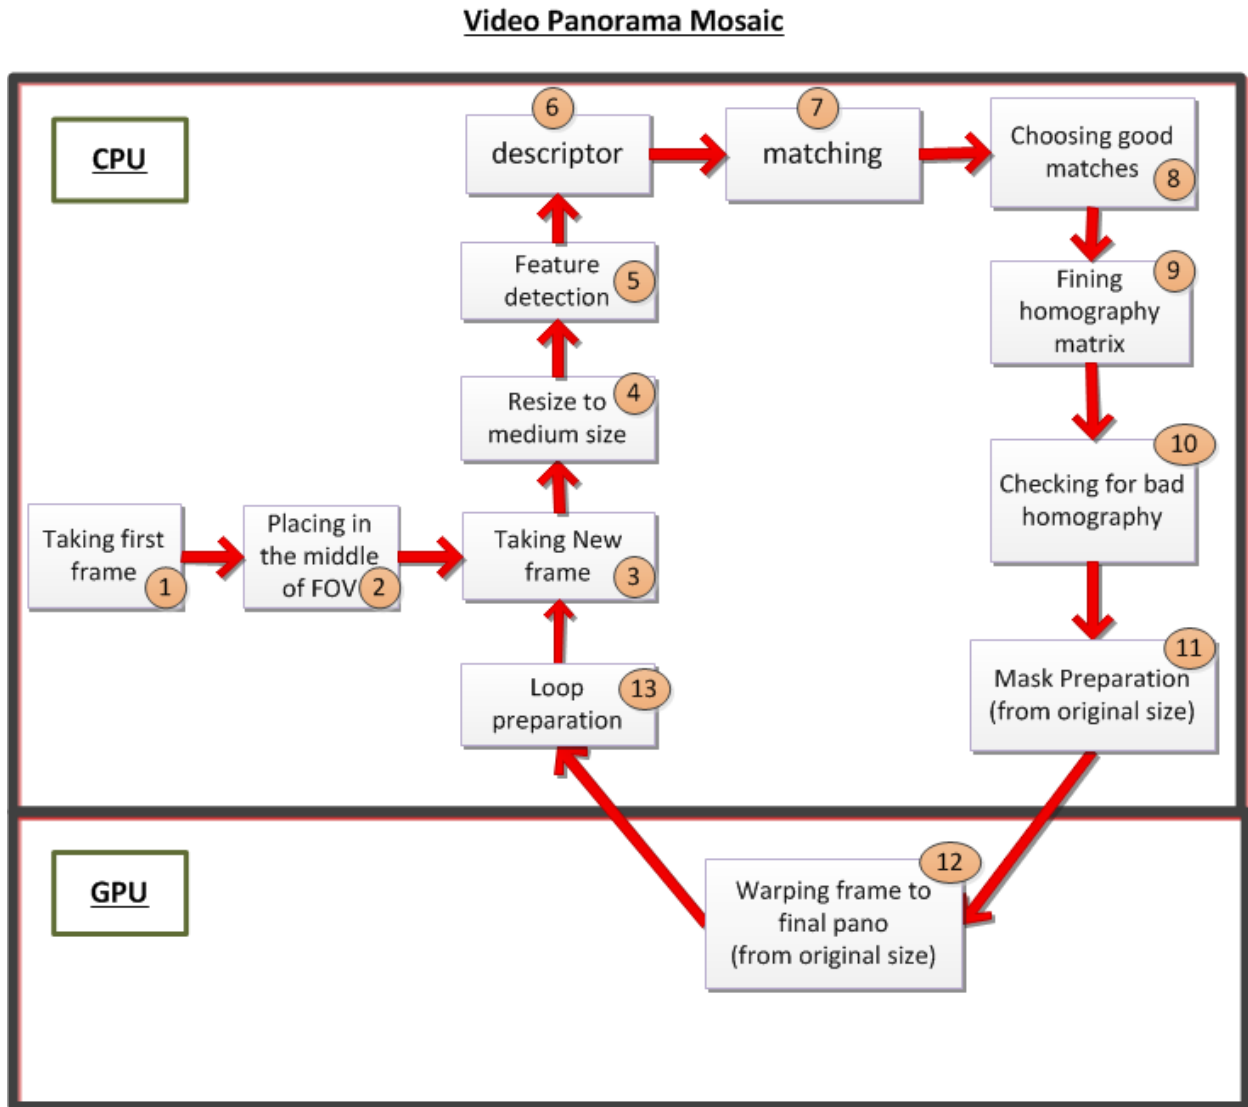 Video Panorama Mosaic
CPU
6
descriptor
7
matching
Choosing good
matches
8
Feature
detection
5
9
Fining
homography
matrix
Resize to
medium size
4
10
Checking for bad
homography
Taking first
frame
1
Placing in
the middle
of FOV
2
Taking New
frame
3
11
Mask Preparation
(from original size)
Loop
preparation
13
GPU
12
Warping frame to
final pano
(from original size)